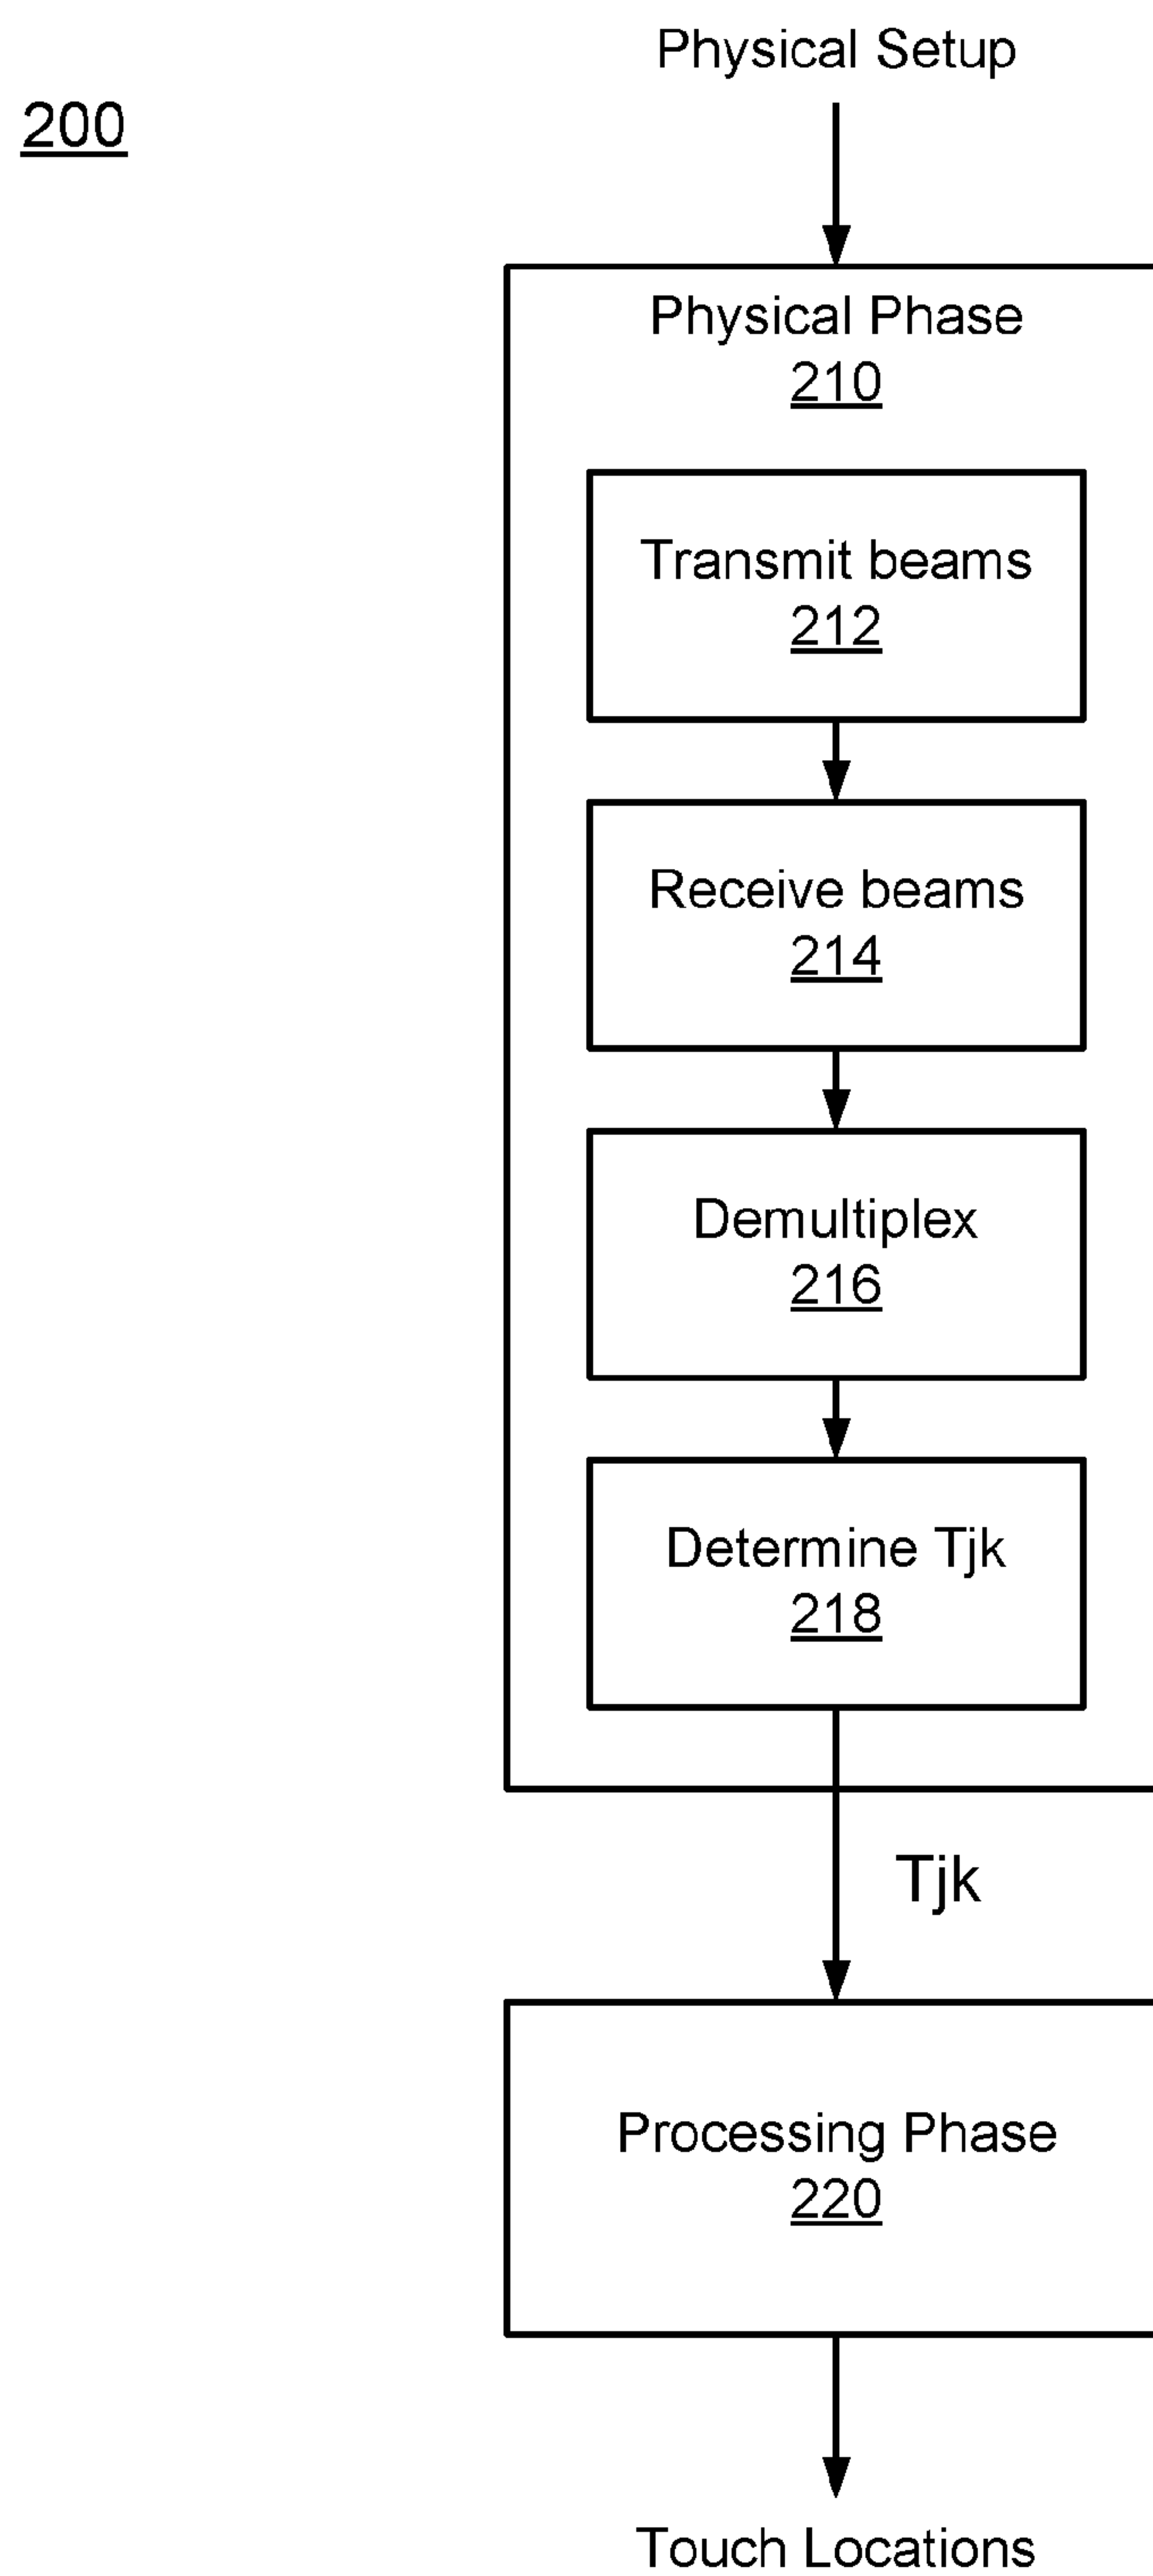 Physical Setup
200
Physical Phase
210
Transmit beams
212
Receive beams
214
Demultiplex
216
Determine Tjk
218
Tjk
Processing Phase
220
Touch Locations